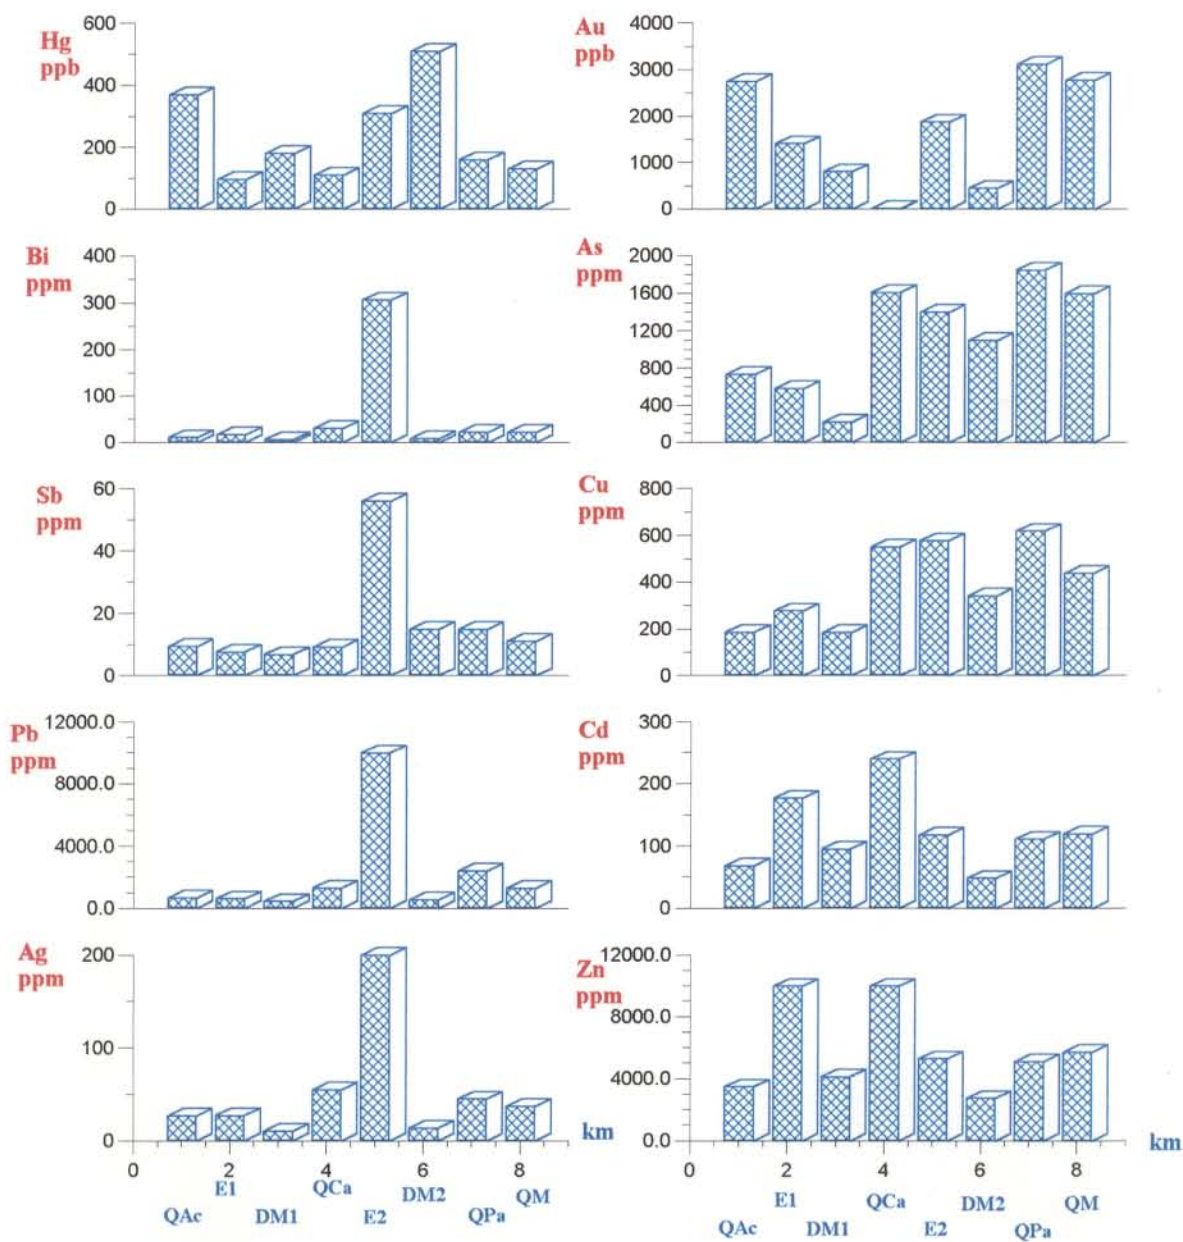 Hg
ppb
600
400
200
0
Au
ppb
4000
3000
2000
1000
0
Bi
ppm
400
300
200
100
0
As
ppm
2000
1600
1200
800
400
0
Sb
ppm
60
40
20
0
Cu
ppm
800
600
400
200
0
Pb
ppm
12000.0
8000.0
4000.0
0.0
Cd
ppm
300
200
100
0
Ag
ppm
200
100
0
km
0 2 4 6 8
E1 QCa DM2 QM
QAc DM1 E2 QPa
Zn
ppm
12000.0
8000.0
4000.0
0.0
km
0 2 4 6 8
E1 QCa DM2 QM
QAc DM1 E2 QPa